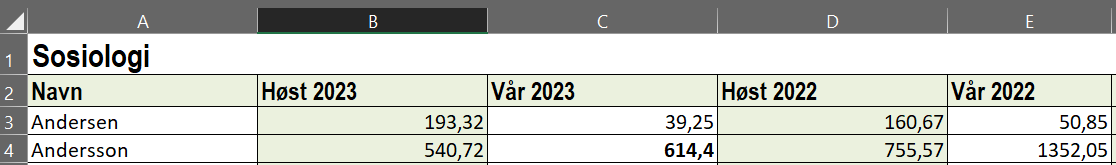 A B C D E
1 Sosiologi
2 Navn Høst 2023 Vår 2023 Høst 2022 Vår 2022
3 Andersen 193,32 39,25 160,67 50,85
4 Andersson 540,72 614,4 755,57 1352,05